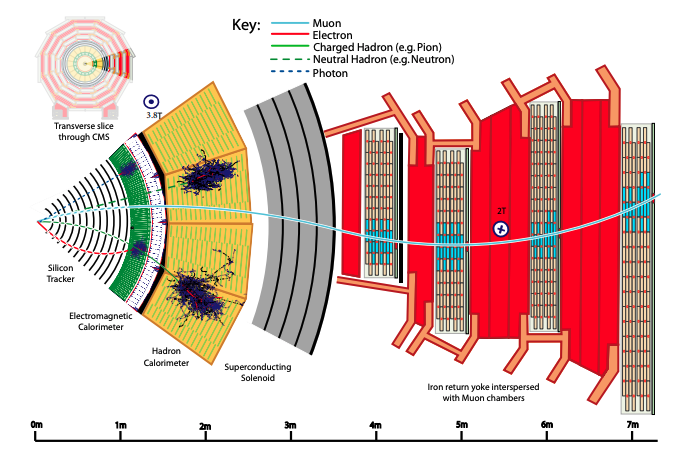 Key:
Muon
Electron
Charged Hadron (e.g. Pion)
Neutral Hadron (e.g. Neutron)
Photon
Transverse slice
through CMS
3.8T
2T
Silicon
Tracker
Electromagnetic
Calorimeter
Hadron
Calorimeter
Superconducting
Solenoid
Iron return yoke interspersed
with Muon chambers
0m 1m 2m 3m 4m 5m 6m 7m